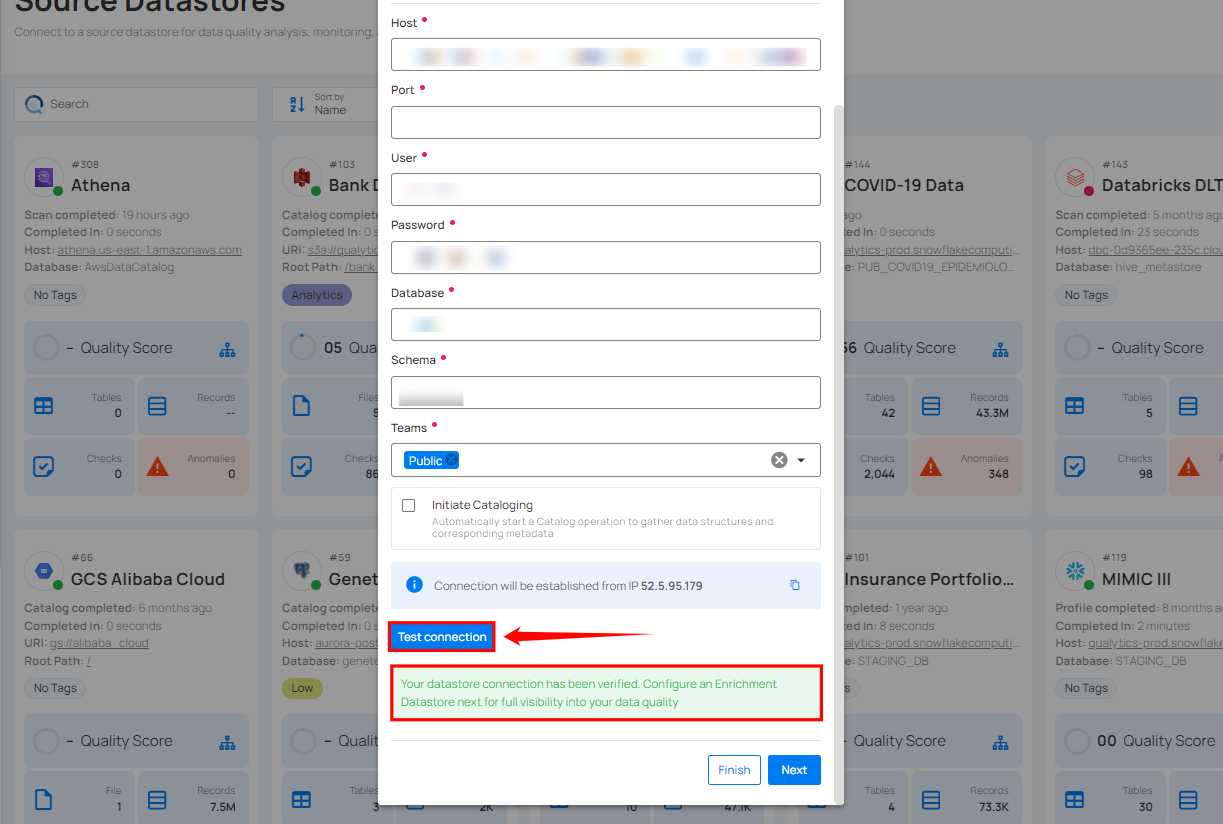 Source Datastores
Connect to a source datastore for data quality analysis, monitoring,
Search
Sort by
Name
#308
Athena
Scan completed: 19 hours ago
Completed In: 0 seconds
Host: athena.us-east-1.amazonaws.com
Database: AwsDataCatalog
No Tags
– Quality Score
Tables
0
Records
--
Checks
0
Anomalies
0
#103
Bank D
Catalog complete
Completed In: 0 s
URI: s3a://qualytic
Root Path: /bank
Analytics
05 Qua
Files
5
Checks
86
Host
Port
User
Password
Database
Schema
Teams
Public
Initiate Cataloging
Automatically start a Catalog operation to gather data structures and
corresponding metadata
Connection will be established from IP 52.5.95.179
Test connection
Your datastore connection has been verified. Configure an Enrichment
Datastore next for full visibility into your data quality
Finish
Next
#144
COVID-19 Data
ago
n: 0 seconds
alytics-prod.snowflakecomputi...
e: PUB_COVID19_EPIDEMIOLO...
56 Quality Score
Tables
42
Records
43.3M
Checks
2,044
Anomalies
348
#143
Databricks DLT
Scan completed: 5 months ago
Completed In: 23 seconds
Host: dbc-0d9365ee-235c.clou
Database: hive_metastore
No Tags
– Quality Score
Tables
5
Checks
98
#66
GCS Alibaba Cloud
Catalog completed: 6 months ago
Completed In: 0 seconds
URI: gs://alibaba_cloud
Root Path: /
No Tags
– Quality Score
File
1
Records
7.5M
#59
Genet
Catalog complete
Completed In: 0 s
Host: aurora-post
Database: genete
Low
– Qualit
Tables
3
2K
10
47.1K
#101
Insurance Portfolio...
mpleted: 1 year ago
ed In: 8 seconds
alytics-prod.snowflakecomputi...
e: STAGING_DB
s
– Quality Score
Tables
4
Records
73.3K
#119
MIMIC III
Profile completed: 8 months a
Completed In: 2 minutes
Host: qualytics-prod.snowflake
Database: STAGING_DB
No Tags
00 Quality Score
Tables
30